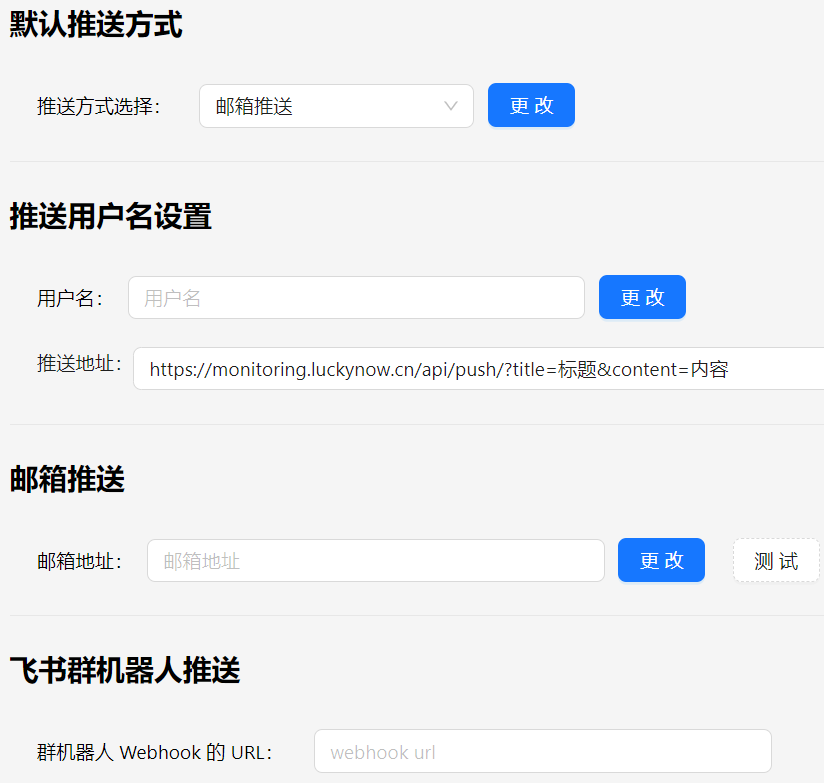 默认推送方式
推送方式选择： 邮箱推送 更 改
推送用户名设置
用户名： 用户名 更 改
推送地址： https://monitoring.luckynow.cn/api/push/?title=标题&content=内容
邮箱推送
邮箱地址： 邮箱地址 更 改 测 试
飞书群机器人推送
群机器人 Webhook 的 URL： webhook url